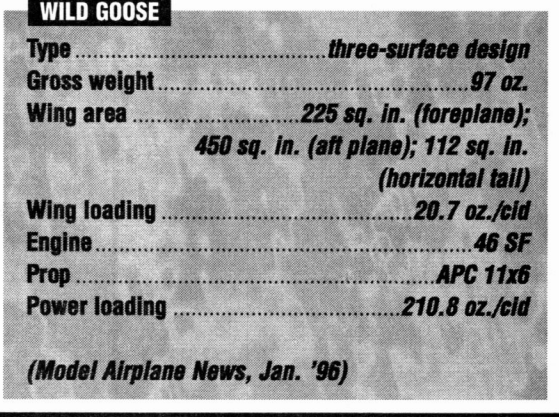 WILD GOOSE
Type ........................................ three-surface design
Gross weight ........................................ 97 oz.
Wing area ........................ 225 sq. in. (foreplane);
450 sq. in. (aft plane); 112 sq. in.
(horizontal tail)
Wing loading ................................ 20.7 oz./cid
Engine ........................................ 46 SF
Prop ........................................ APC 11x6
Power loading ............................ 210.8 oz./cid
(Model Airplane News, Jan. '96)